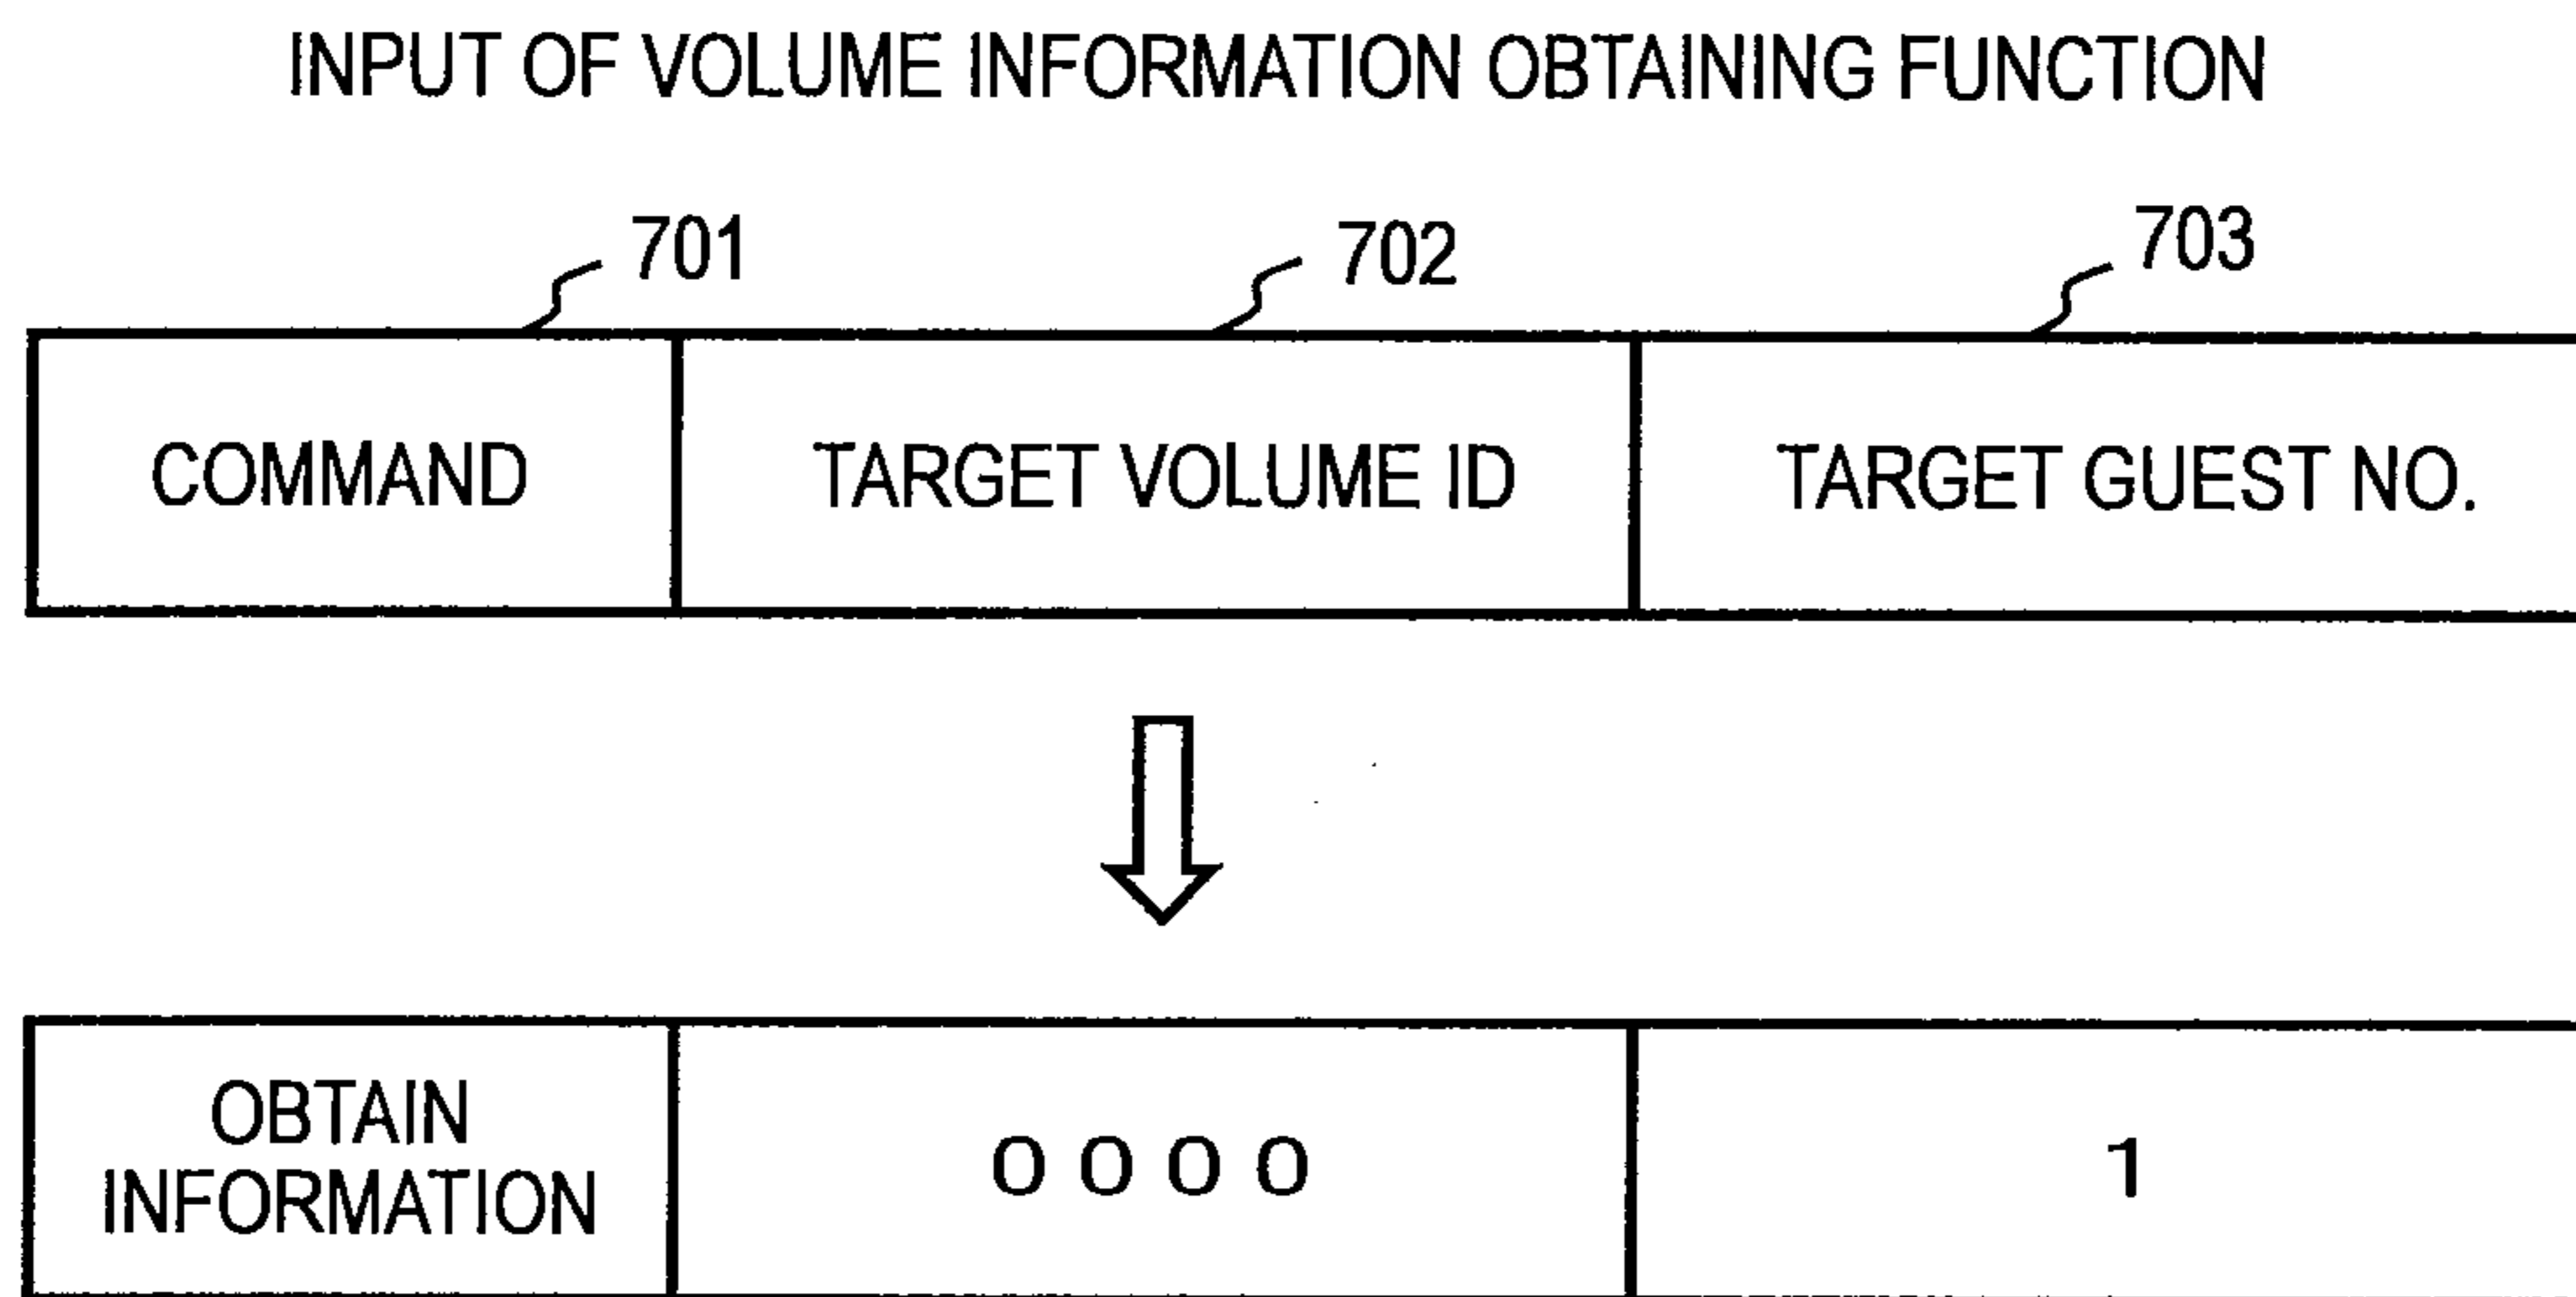 INPUT OF VOLUME INFORMATION OBTAINING FUNCTION
701
702
703
COMMAND
TARGET VOLUME ID
TARGET GUEST NO.
OBTAIN
INFORMATION
0 0 0 0
1